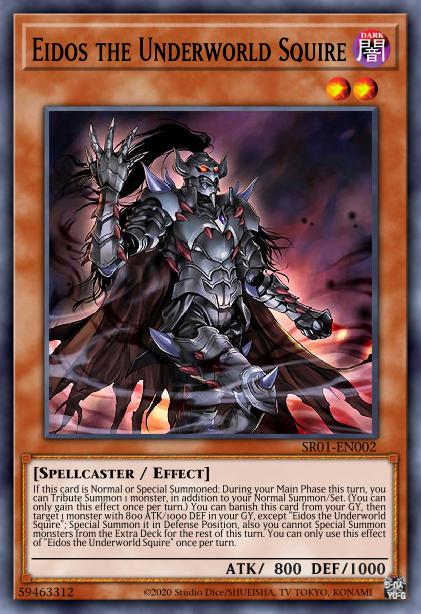 EIDOS THE UNDERWORLD SQUIRE
DARK
闇
SR01-EN002
[SPELLCASTER / EFFECT]
If this card is Normal or Special Summoned: During your Main Phase this turn, you
can Tribute Summon 1 monster, in addition to your Normal Summon/Set. (You can
only gain this effect once per turn.) You can banish this card from your GY, then
target 1 monster with 800 ATK/1000 DEF in your GY, except "Eidos the Underworld
Squire"; Special Summon it in Defense Position, also you cannot Special Summon
monsters from the Extra Deck for the rest of this turn. You can only use this effect
of "Eidos the Underworld Squire" once per turn.
ATK/ 800 DEF/1000
59463312
©2020 Studio Dice/SHUEISHA, TV TOKYO, KONAMI